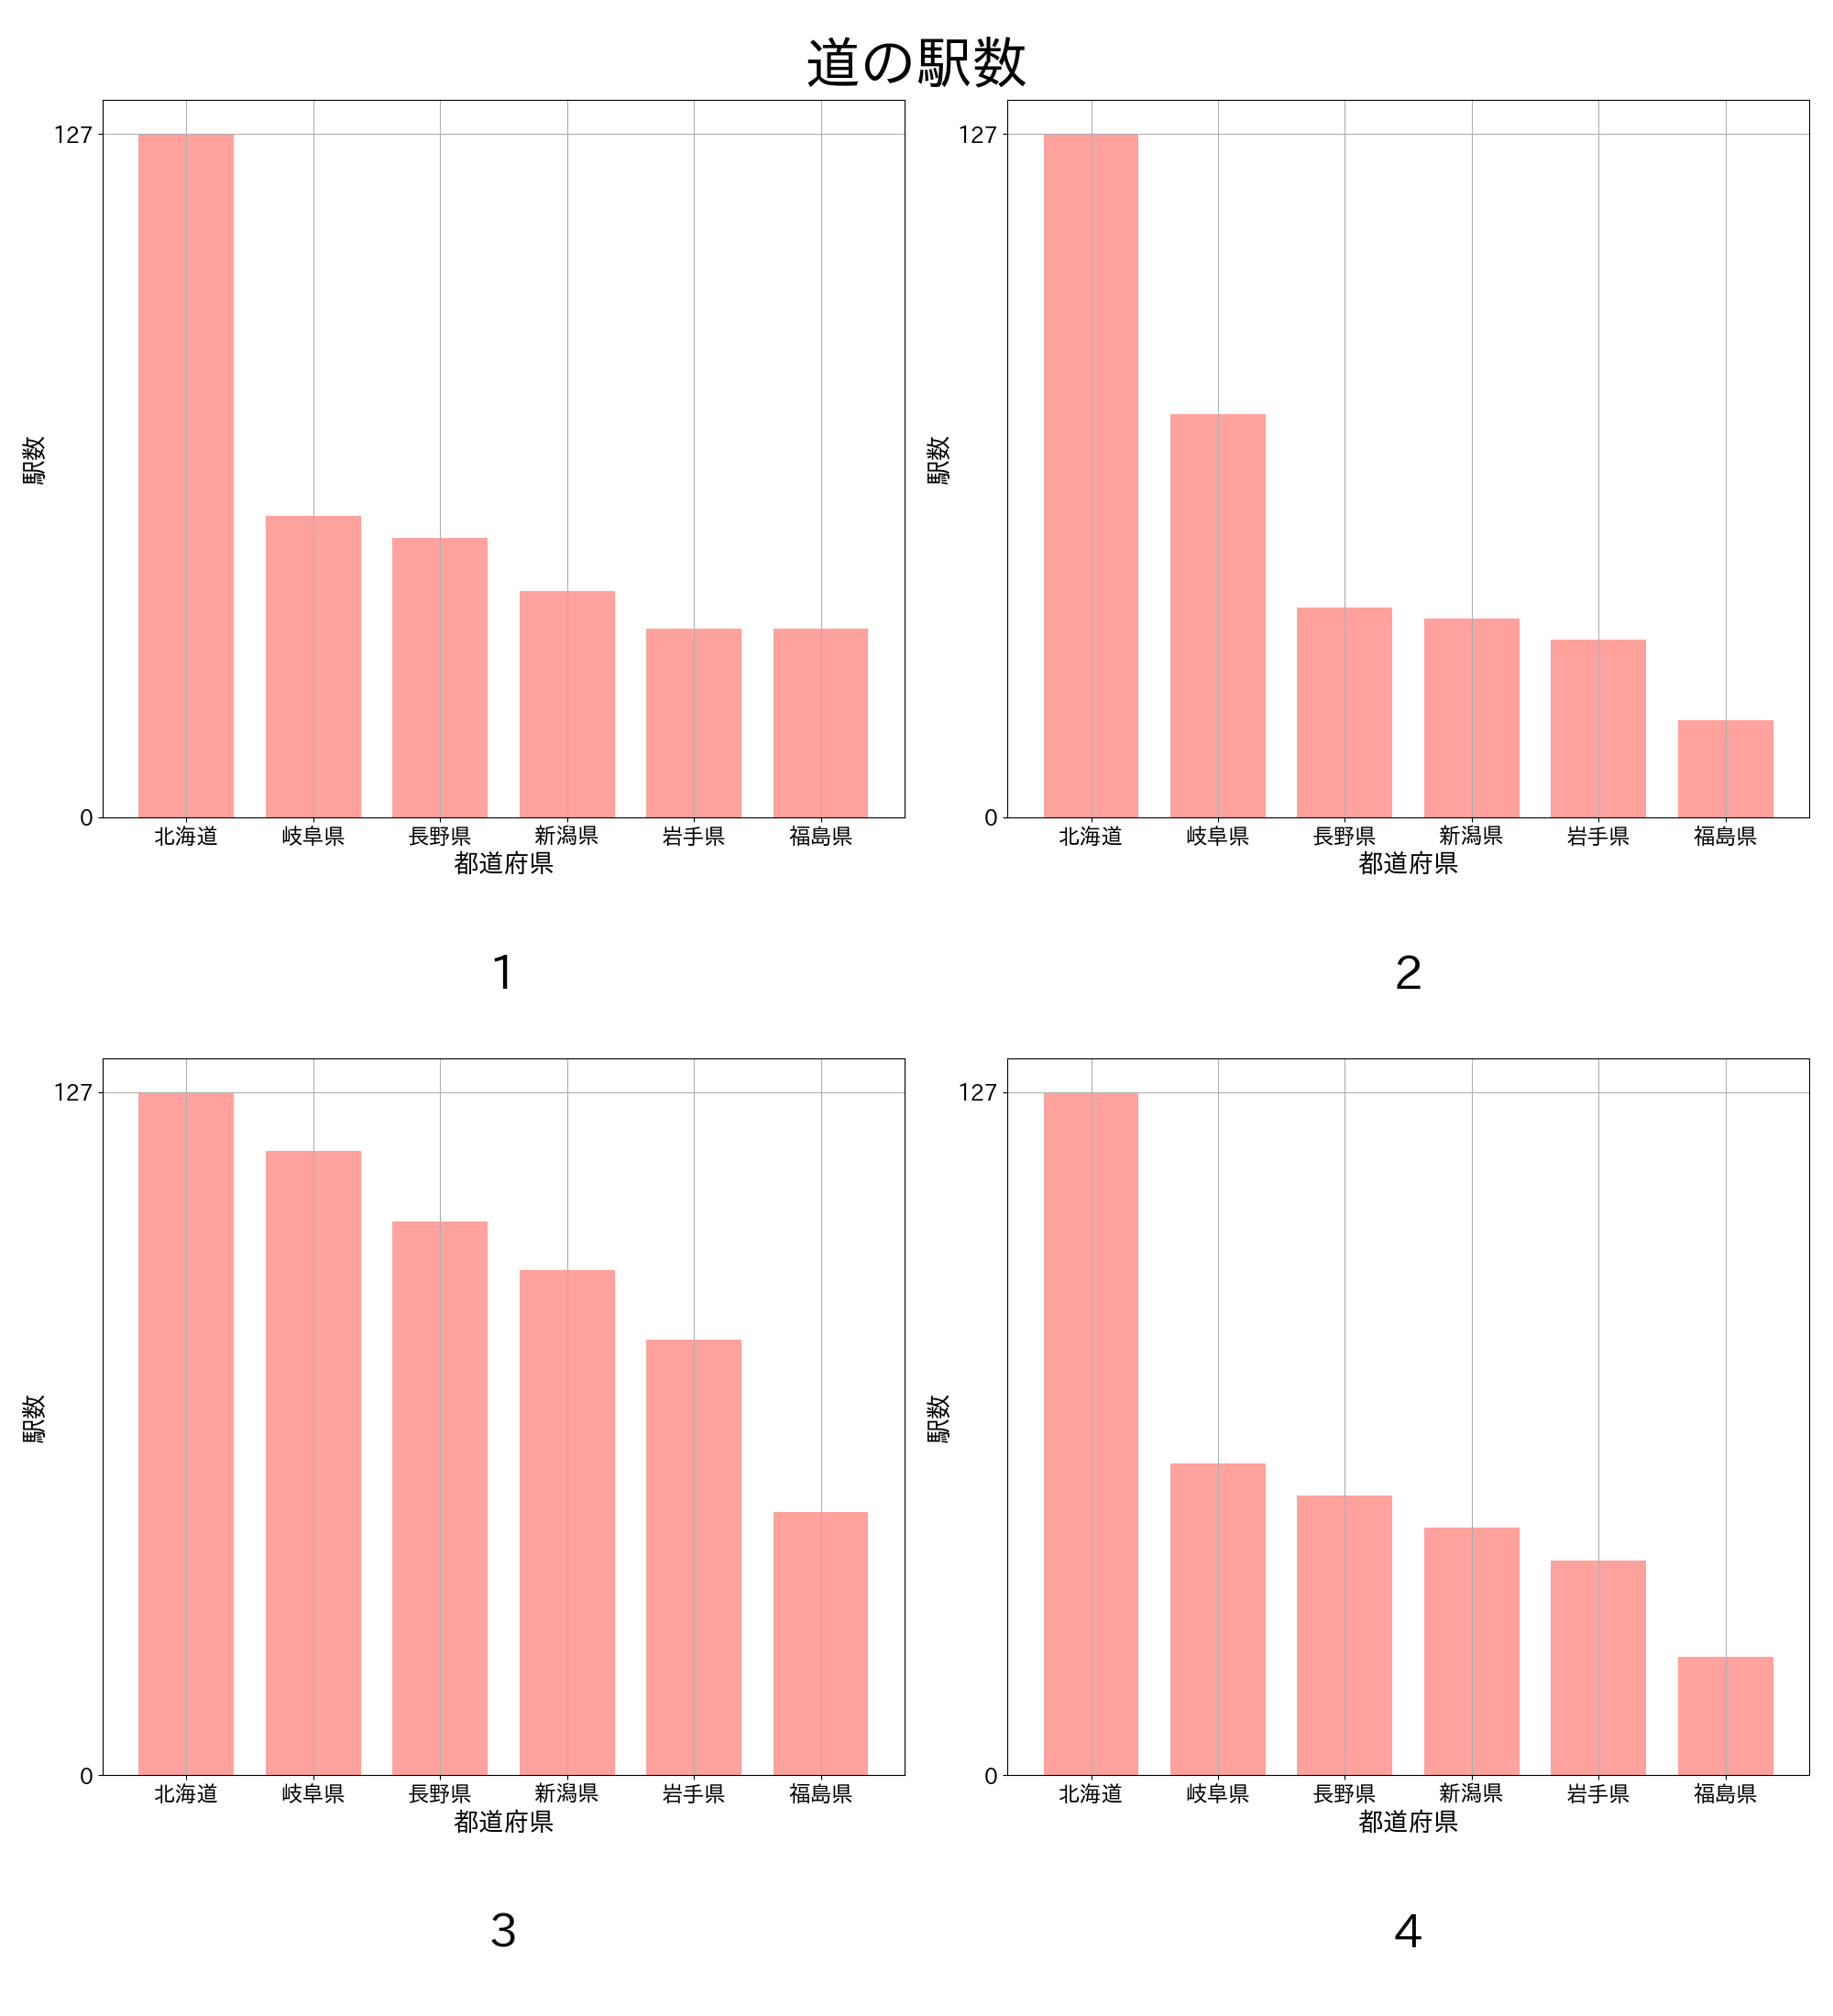 道の駅数
127
駅数
0
北海道 岐阜県 長野県 新潟県 岩手県 福島県
都道府県
1
127
駅数
0
北海道 岐阜県 長野県 新潟県 岩手県 福島県
都道府県
2
127
駅数
0
北海道 岐阜県 長野県 新潟県 岩手県 福島県
都道府県
3
127
駅数
0
北海道 岐阜県 長野県 新潟県 岩手県 福島県
都道府県
4